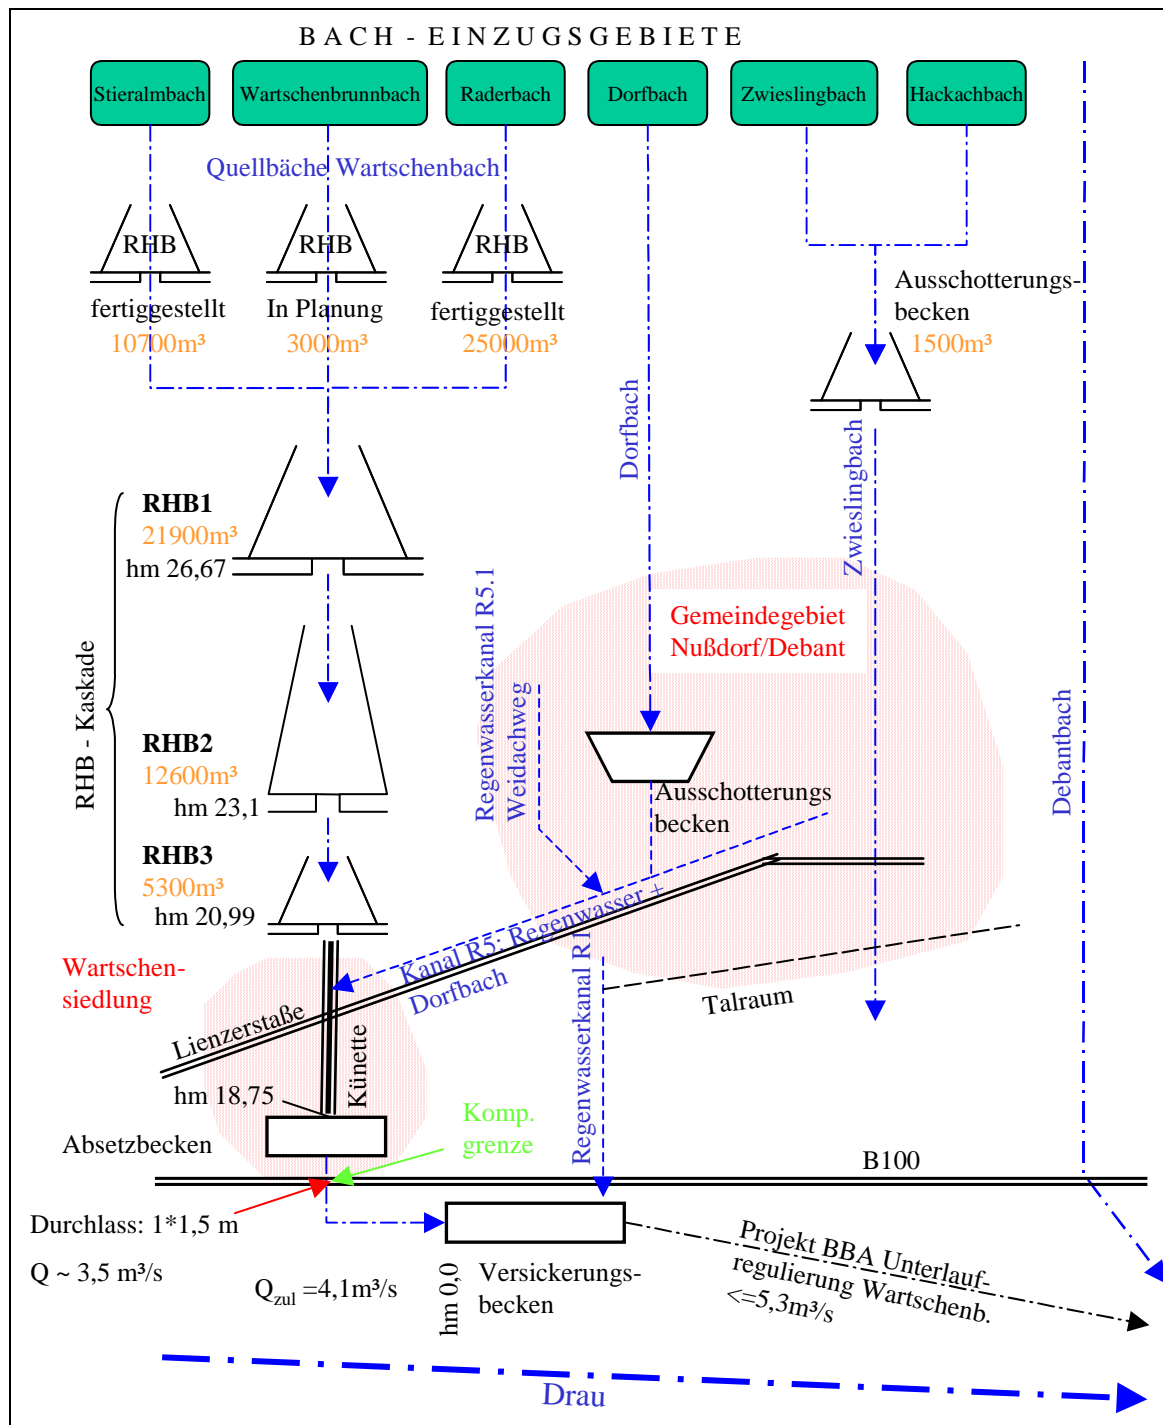 BACH - EINZUGSGEBIETE
Stieralmbach
Wartschenbrunnbach
Raderbach
Dorfbach
Zwieslingbach
Hackachbach
Quellbäche Wartschenbach
RHB
RHB
RHB
fertiggestellt
10700m³
In Planung
3000m³
fertiggestellt
25000m³
Ausschotterungs-
becken
1500m³
Dorfbach
Zwieslingbach
RHB - Kaskade
RHB1
21900m³
hm 26,67
RHB2
12600m³
hm 23,1
RHB3
5300m³
hm 20,99
Regenwasserkanal R5.1
Weidachweg
Gemeindegebiet
Nußdorf/Debant
Debantbach
Ausschotterungs
becken
Kanal R5: Regenwasser +
Dorfbach
Regenwasserkanal R1
Talraum
Wartschen-
siedlung
Lienzerstaße
Künette
hm 18,75
Absetzbecken
Komp.
grenze
B100
Durchlass: 1*1,5 m
Q ~ 3,5 m³/s
Qzul =4,1m³/s
hm 0,0
Versickerungs-
becken
Projekt BBA Unterlauf-
regulierung Wartschenb.
<=5,3m³/s
Drau